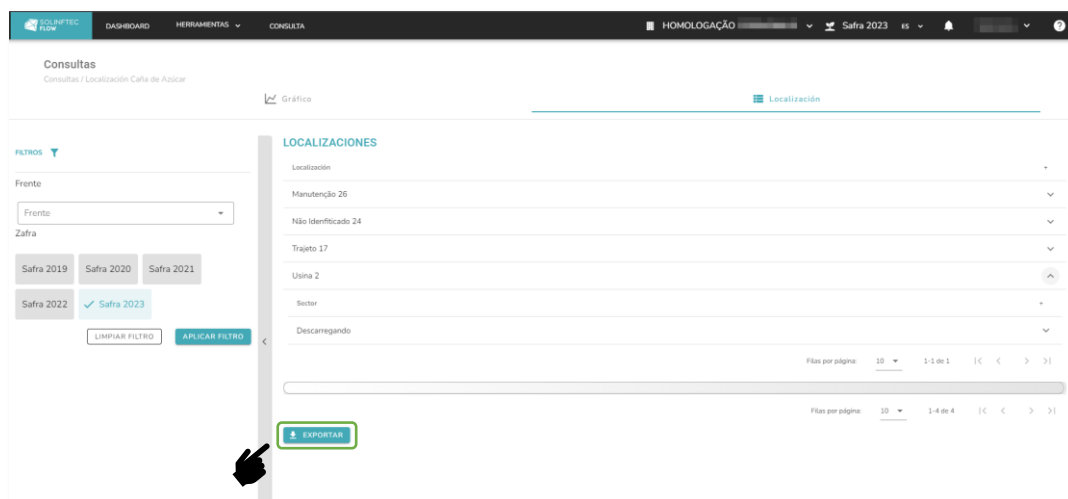 SOLINFTEC FLOW DASHBOARD HERRAMIENTAS CONSULTA HOMOLOGAÇÃO Safra 2023 ES ?
Consultas
Consultas / Localización Caña de Azúcar
Gráfico Localización
FILTROS
Frente
Frente
Zafra
Safra 2019 Safra 2020 Safra 2021
Safra 2022 Safra 2023
LIMPIAR FILTRO APLICAR FILTRO
LOCALIZACIONES
Localización
Manutenção 26
Não Idenfiticado 24
Trajeto 17
Usina 2
Sector
Descarregando
Filas por página: 10 1-1 de 1
Filas por página: 10 1-4 de 4
EXPORTAR